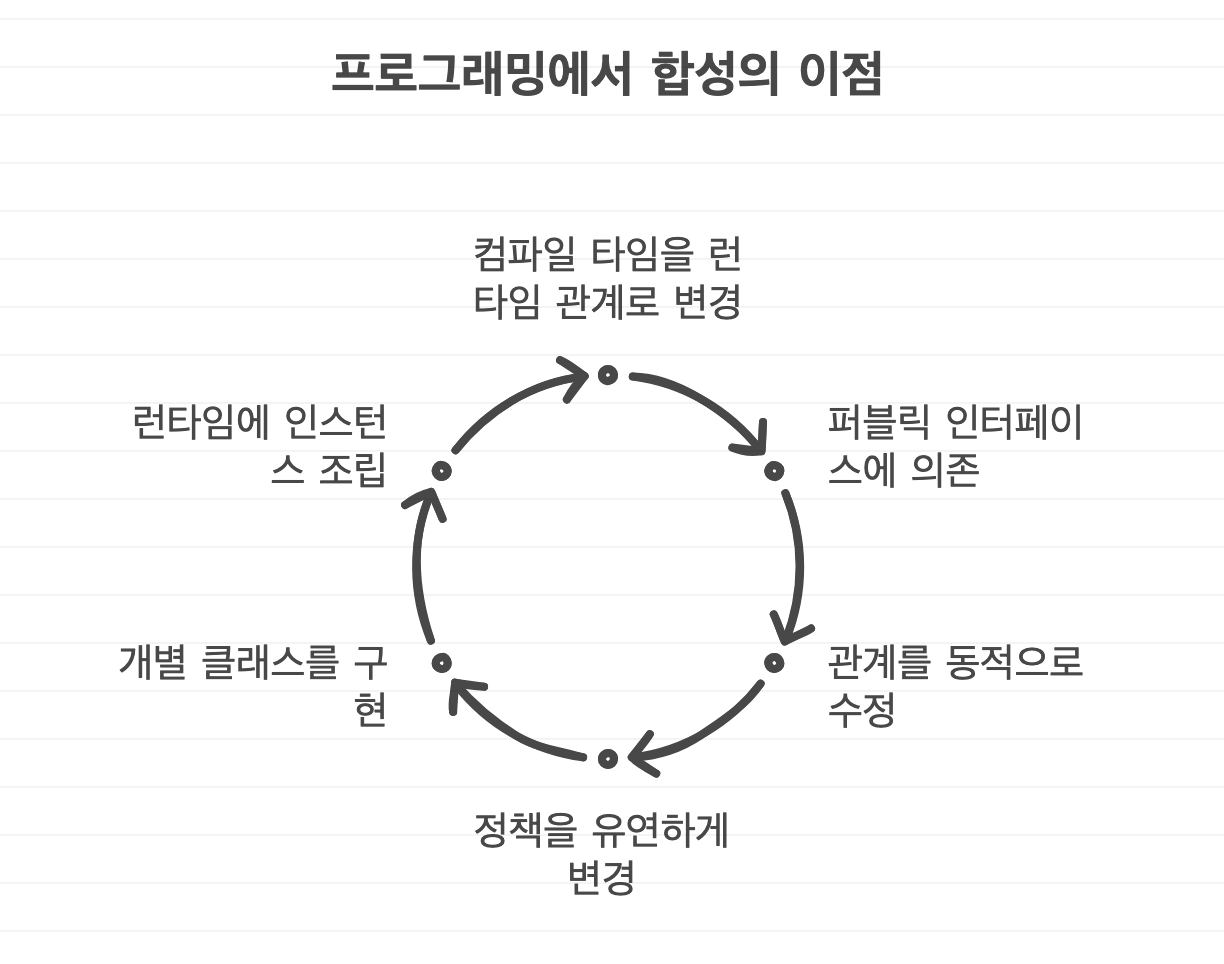 프로그래밍에서 합성의 이점
컴파일 타임을 런
타임 관계로 변경
퍼블릭 인터페이
스에 의존
관계를 동적으로
수정
정책을 유연하게
변경
개별 클래스를 구
현
런타임에 인스턴
스 조립